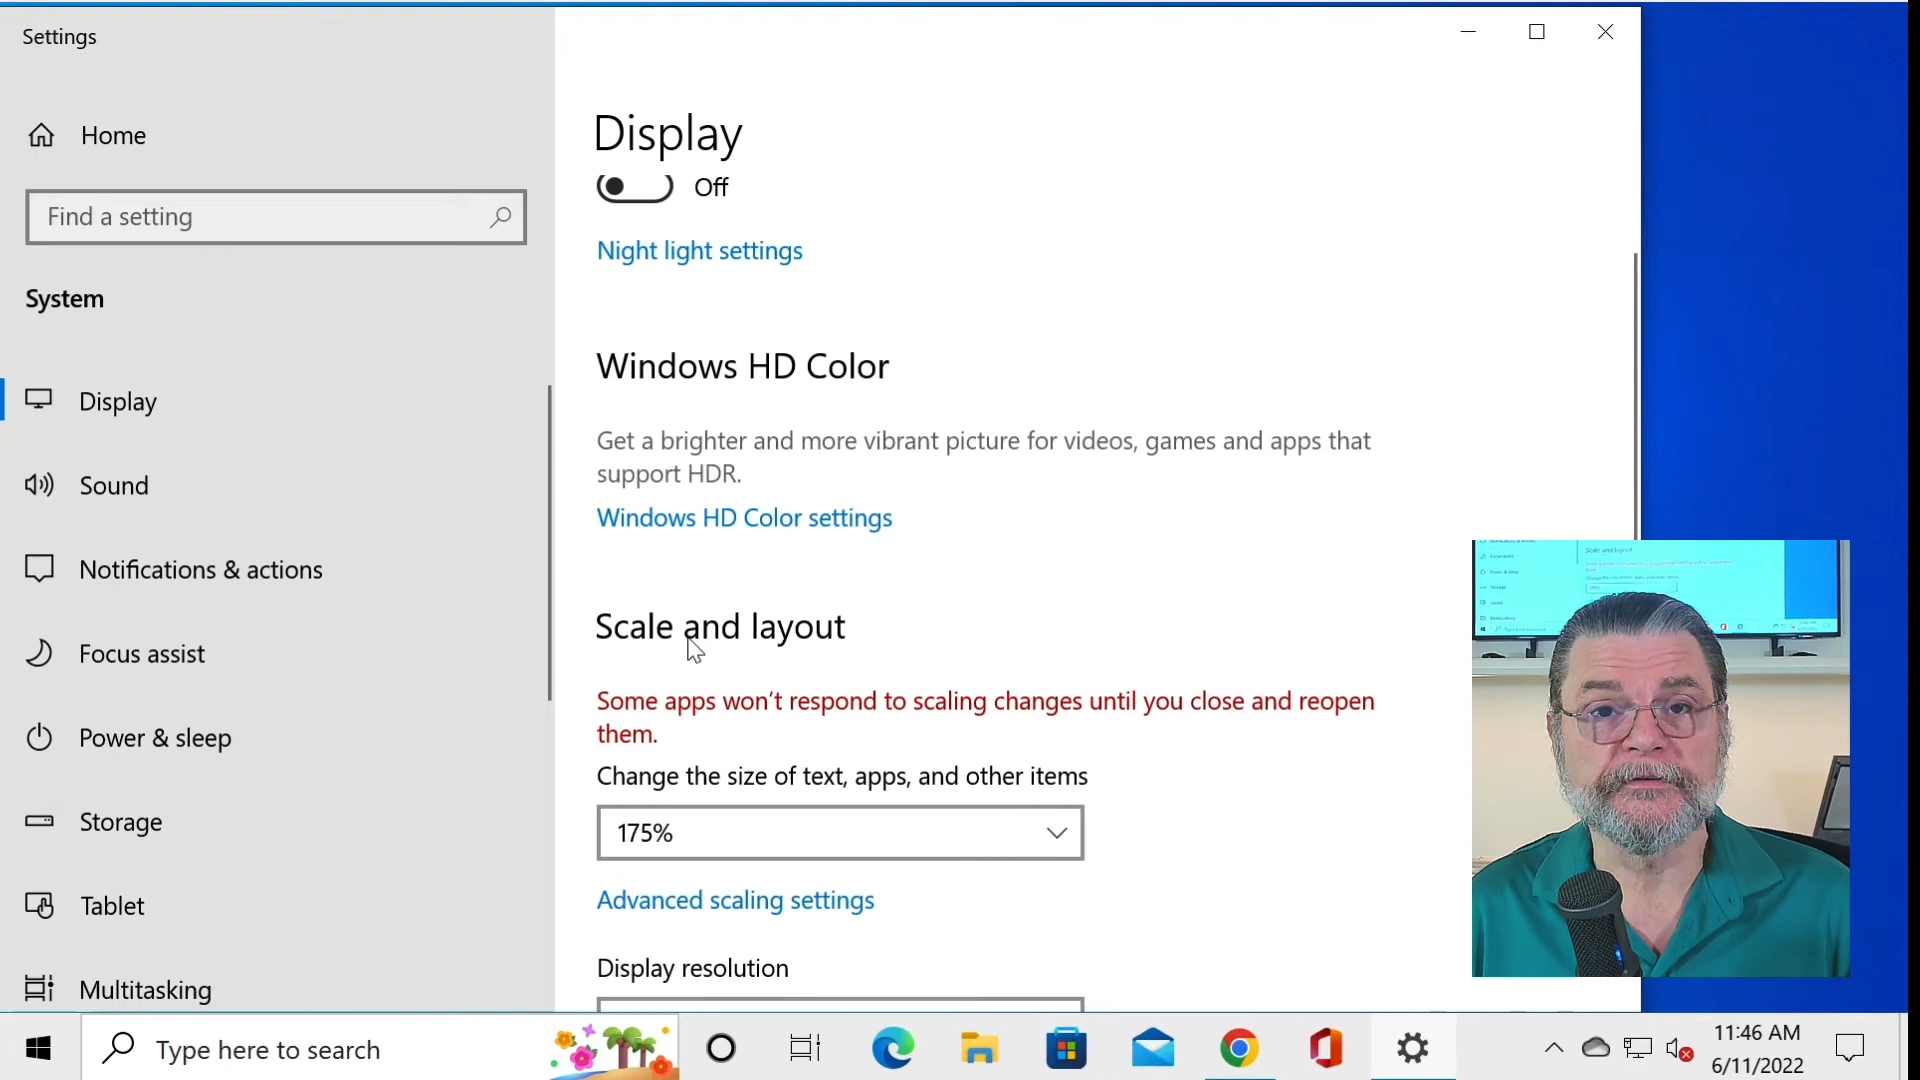 Settings
Home
Find a setting
System
Display
Sound
Notifications & actions
Focus assist
Power & sleep
Storage
Tablet
Multitasking
Display
Off
Night light settings
Windows HD Color
Get a brighter and more vibrant picture for videos, games and apps that
support HDR.
Windows HD Color settings
Scale and layout
Some apps won’t respond to scaling changes until you close and reopen
them.
Change the size of text, apps, and other items
175%
Advanced scaling settings
Display resolution
Type here to search
11:46 AM
6/11/2022